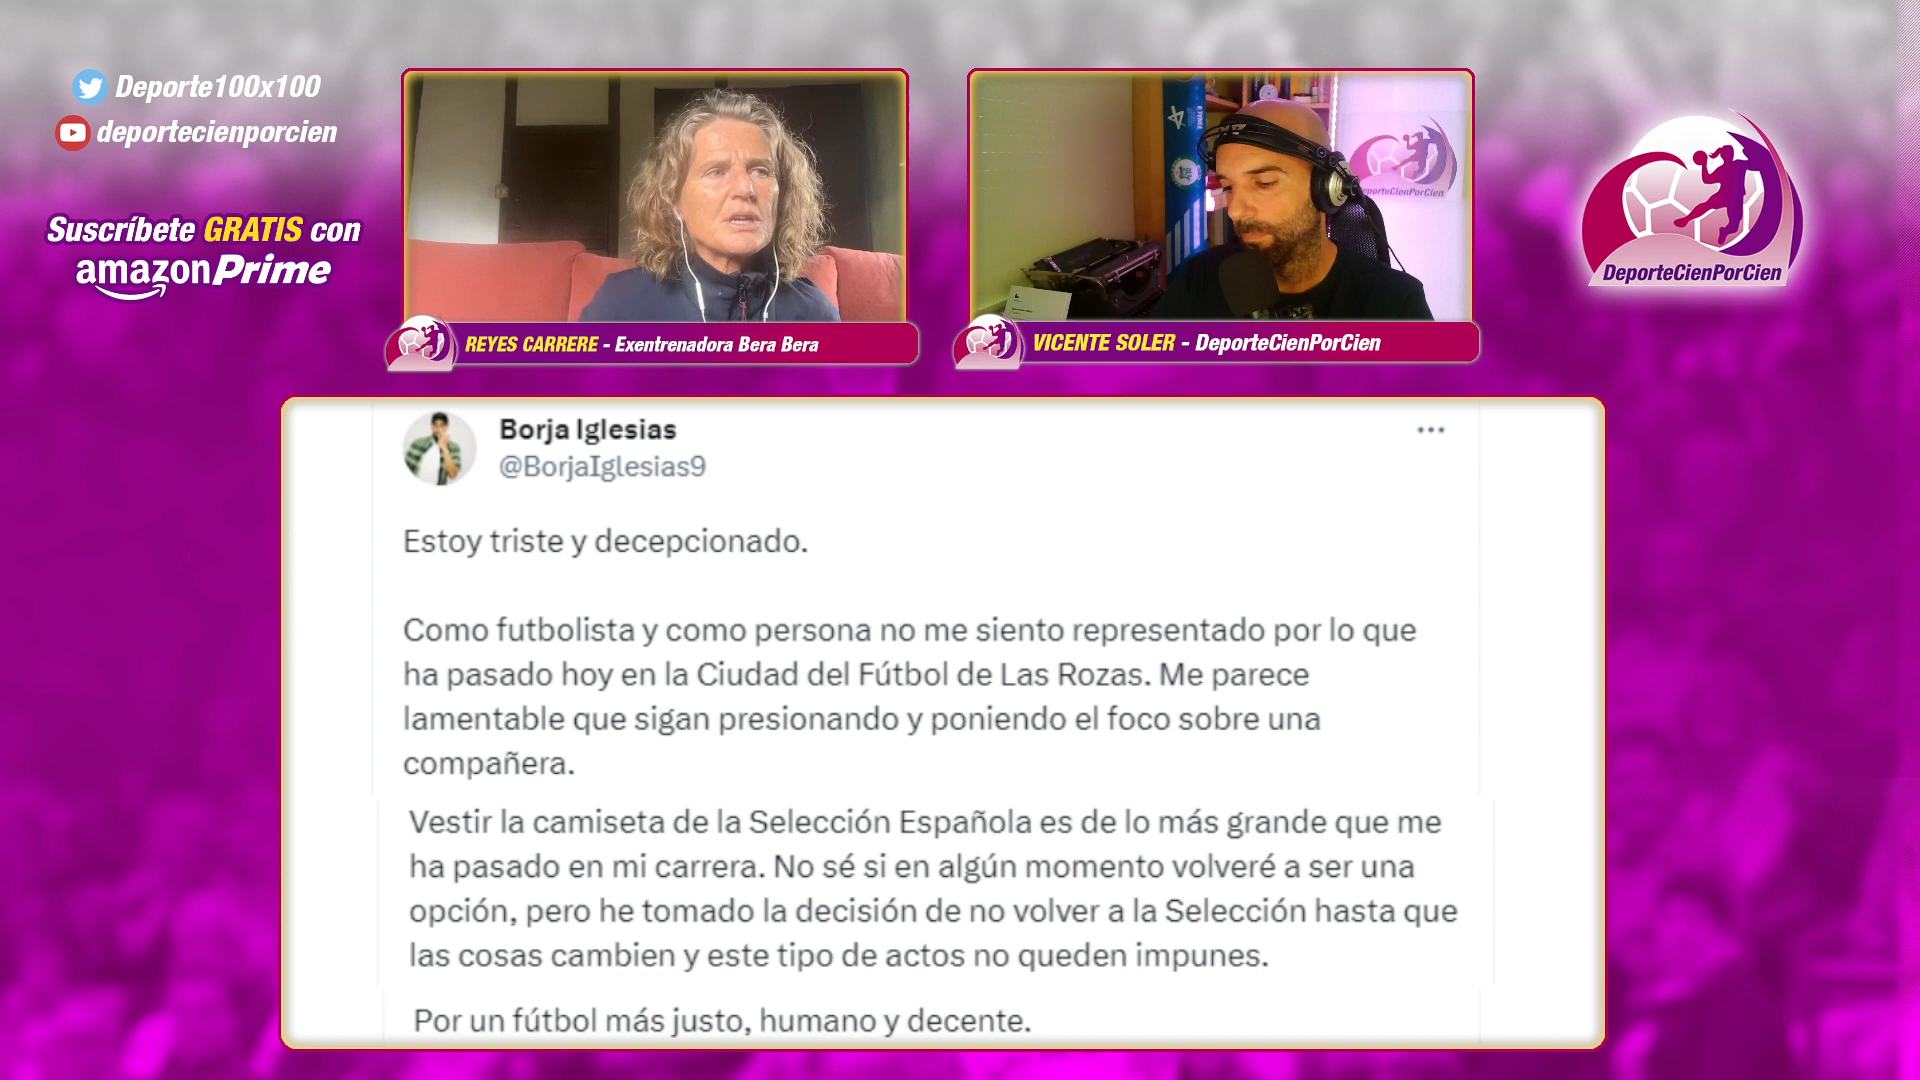 Deporte100x100
deportecienporcien
Suscríbete GRATIS con
amazonPrime
REYES CARRERE - Exentrenadora Bera Bera
VICENTE SOLER - DeporteCienPorCien
DeporteCienPorCien
DeporteCienPorCien
Borja Iglesias
@BorjaIglesias9
Estoy triste y decepcionado.
Como futbolista y como persona no me siento representado por lo que
ha pasado hoy en la Ciudad del Fútbol de Las Rozas. Me parece
lamentable que sigan presionando y poniendo el foco sobre una
compañera.
Vestir la camiseta de la Selección Española es de lo más grande que me
ha pasado en mi carrera. No sé si en algún momento volveré a ser una
opción, pero he tomado la decisión de no volver a la Selección hasta que
las cosas cambien y este tipo de actos no queden impunes.
Por un fútbol más justo, humano y decente.